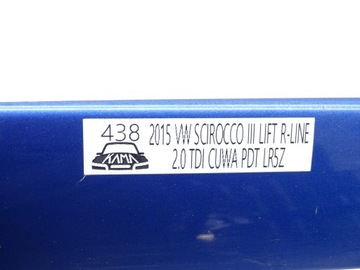 438 2015 VW SCIROCCO III LIFT R-LINE
KAMA 2.0 TDI CUWA PDT LR5Z